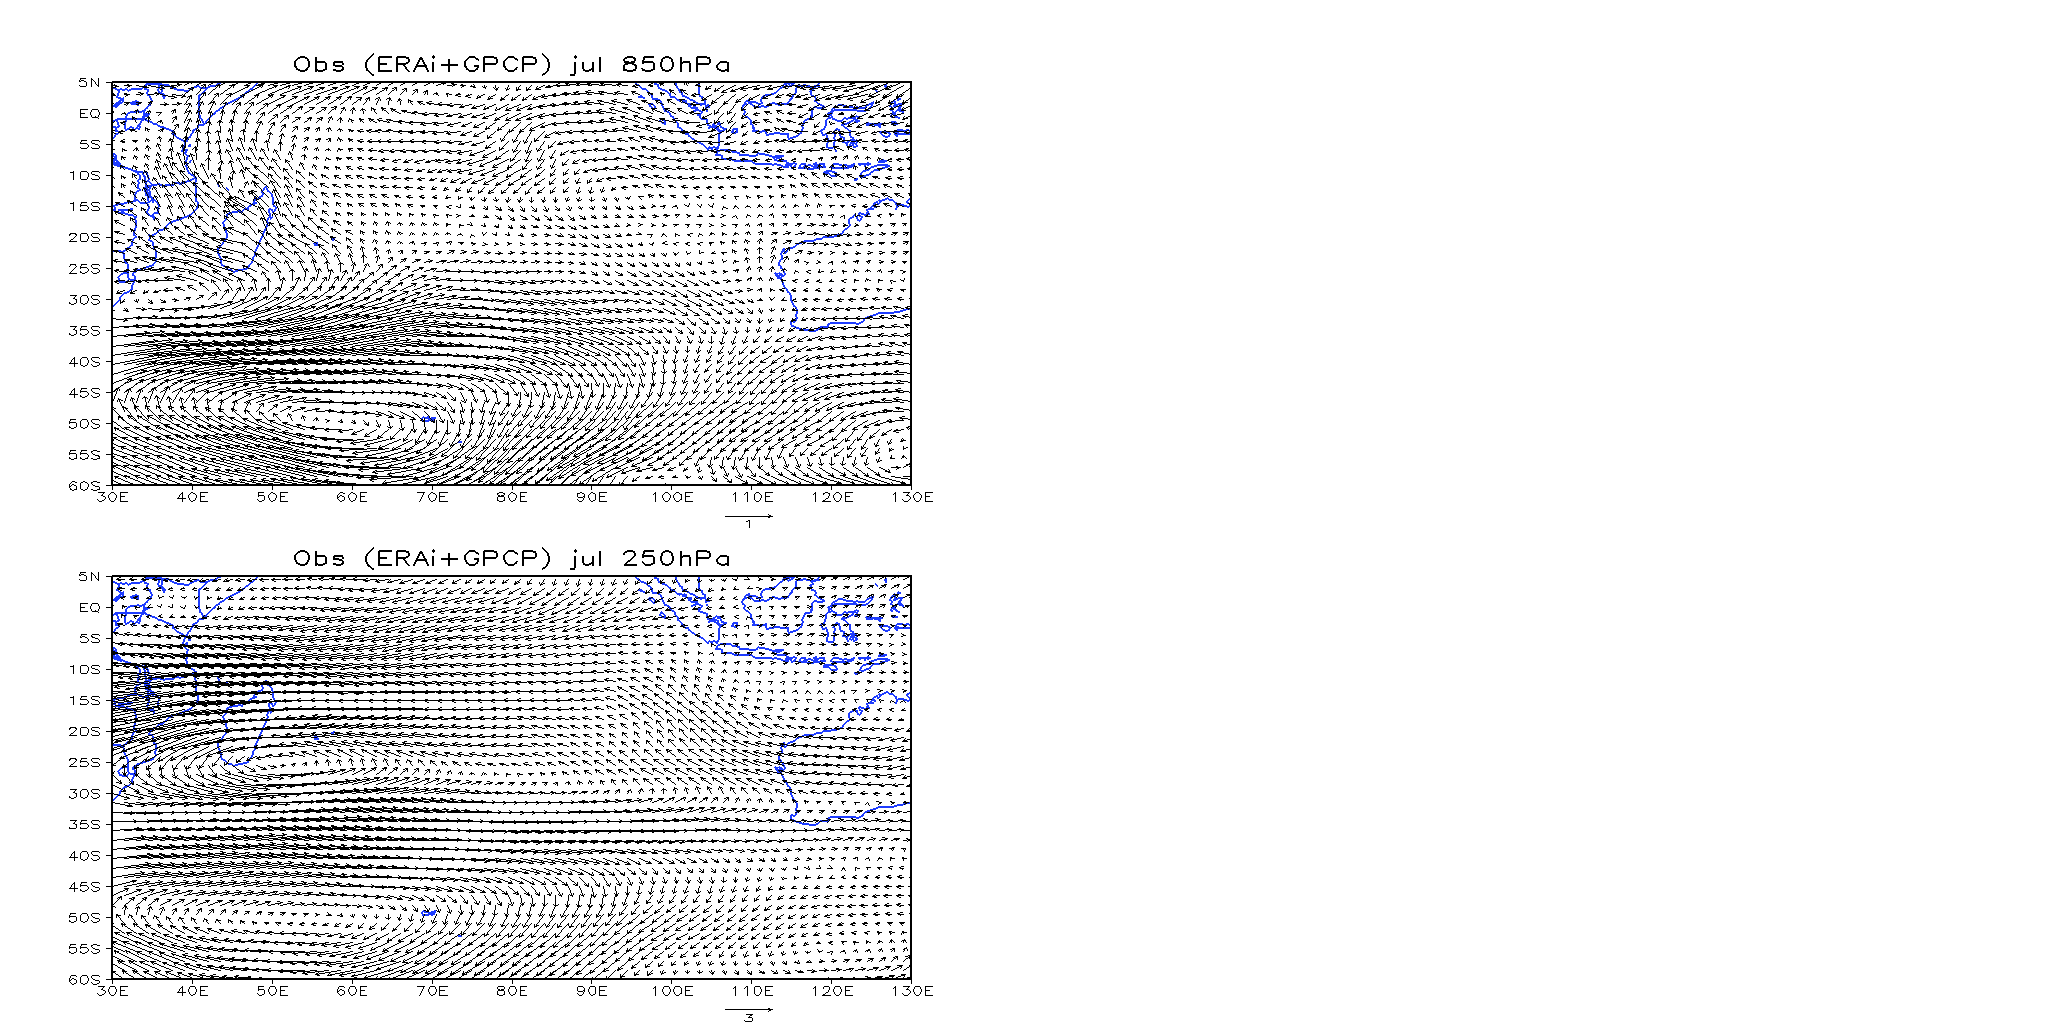 Obs (ERAi+GPCP) jul 850hPa
5N
EQ
5S
10S
15S
20S
25S
30S
35S
40S
45S
50S
55S
60S
30E 40E 50E 60E 70E 80E 90E 100E 110E 120E 130E
1
Obs (ERAi+GPCP) jul 250hPa
5N
EQ
5S
10S
15S
20S
25S
30S
35S
40S
45S
50S
55S
60S
30E 40E 50E 60E 70E 80E 90E 100E 110E 120E 130E
3